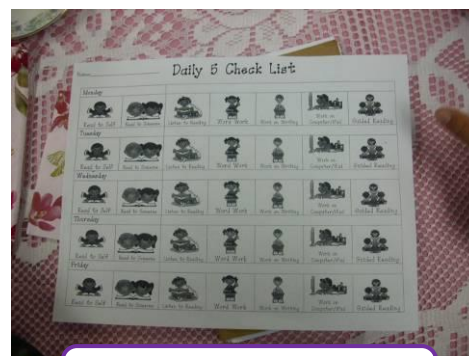 Name
Daily 5 Check List
Monday
Read to Self Read to Someone Listen to Reading Word Work Work on Writing Work on Computer/iPad Guided Reading
Tuesday
Read to Self Read to Someone Listen to Reading Word Work Work on Writing Work on Computer/iPad Guided Reading
Wednesday
Read to Self Read to Someone Listen to Reading Word Work Work on Writing Work on Computer/iPad Guided Reading
Thursday
Read to Self Read to Someone Listen to Reading Word Work Work on Writing Work on Computer/iPad Guided Reading
Friday
Read to Self Read to Someone Listen to Reading Word Work Work on Writing Work on Computer/iPad Guided Reading